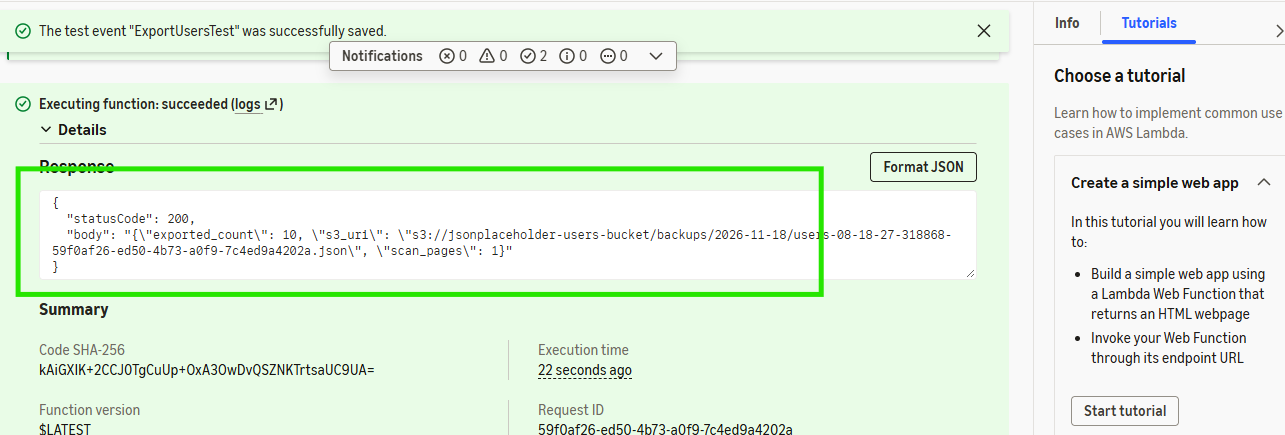 The test event "ExportUsersTest" was successfully saved.
Notifications 0 0 2 0 0
Executing function: succeeded (logs)
Details
Response
Format JSON
{
"statusCode": 200,
"body": "{\"exported_count\": 10, \"s3_uri\": \"s3://jsonplaceholder-users-bucket/backups/2026-11-18/users-08-18-27-318868-
59f0af26-ed50-4b73-a0f9-7c4ed9a4202a.json\", \"scan_pages\": 1}"
}
Summary
Code SHA-256
kAiGXIK+2CCJ0TgCuUp+OxA3OwDvQSZNKTrtsaUC9UA=
Execution time
22 seconds ago
Function version
$LATEST
Request ID
59f0af26-ed50-4b73-a0f9-7c4ed9a4202a
Info
Tutorials
Choose a tutorial
Learn how to implement common use
cases in AWS Lambda.
Create a simple web app
In this tutorial you will learn how
to:
• Build a simple web app using
a Lambda Web Function that
returns an HTML webpage
• Invoke your Web Function
through its endpoint URL
Start tutorial